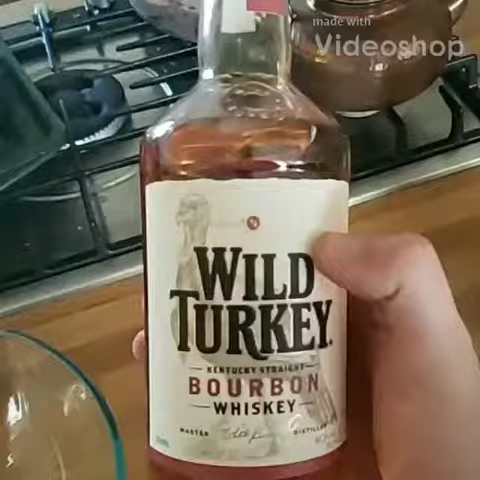 made with
Videoshop
WILD
TURKEY
KENTUCKY STRAIGHT
BOURBON
WHISKEY
MASTER